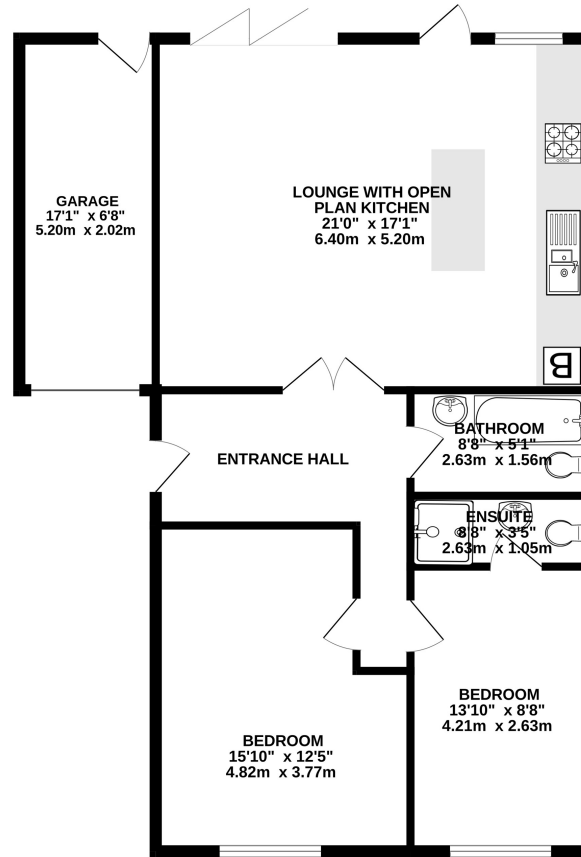 GARAGE
17'1" x 6'8"
5.20m x 2.02m
LOUNGE WITH OPEN
PLAN KITCHEN
21'0" x 17'1"
6.40m x 5.20m
B
BATHROOM
8'8" x 5'1"
2.63m x 1.56m
ENTRANCE HALL
ENSUITE
8'8" x 3'5"
2.63m x 1.05m
BEDROOM
13'10" x 8'8"
4.21m x 2.63m
BEDROOM
15'10" x 12'5"
4.82m x 3.77m